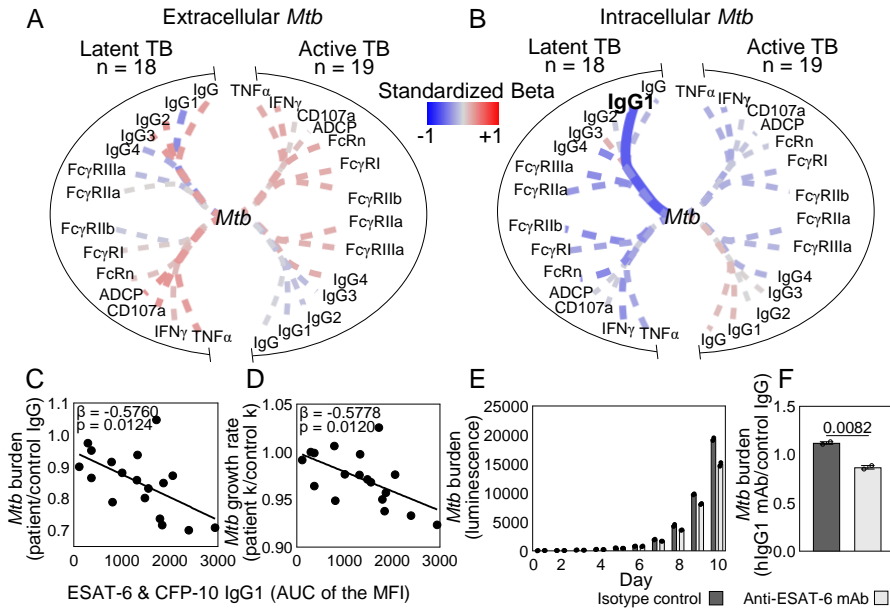 A
Extracellular Mtb
Latent TB
n = 18
Active TB
n = 19
IgG
IgG1
IgG2
IgG3
IgG4
FcγRIIIa
FcγRIIa
FcγRIIb
FcγRI
FcRn
ADCP
CD107a
IFNγ
TNFα
TNFα
IFNγ
CD107a
ADCP
FcRn
FcγRI
FcγRIIb
FcγRIIa
FcγRIIIa
IgG4
IgG3
IgG2
IgG1
IgG
Mtb
Standardized Beta
-1 +1
B
Intracellular Mtb
Latent TB
n = 18
Active TB
n = 19
IgG
IgG1
IgG2
IgG3
IgG4
FcγRIIIa
FcγRIIa
FcγRIIb
FcγRI
FcRn
ADCP
CD107a
IFNγ
TNFα
TNFα
IFNγ
CD107a
ADCP
FcRn
FcγRI
FcγRIIb
FcγRIIa
FcγRIIIa
IgG4
IgG3
IgG2
IgG1
IgG
Mtb
C
Mtb burden
(patient/control IgG)
β = -0.5760
p = 0.0124
1.1
1.0
0.9
0.8
0.7
0 1000 2000 3000
D
Mtb growth rate
(patient k/control k)
β = -0.5778
p = 0.0120
1.05
1.00
0.95
0.90
0 1000 2000 3000
ESAT-6 & CFP-10 IgG1 (AUC of the MFI)
E
Mtb burden
(luminescence)
25000
20000
15000
10000
5000
0
0 2 4 6 8 10
Day
Isotype control
Anti-ESAT-6 mAb
F
Mtb burden
(hIgG1 mAb/control IgG)
0.0082
1.5
1.0
0.5
0.0